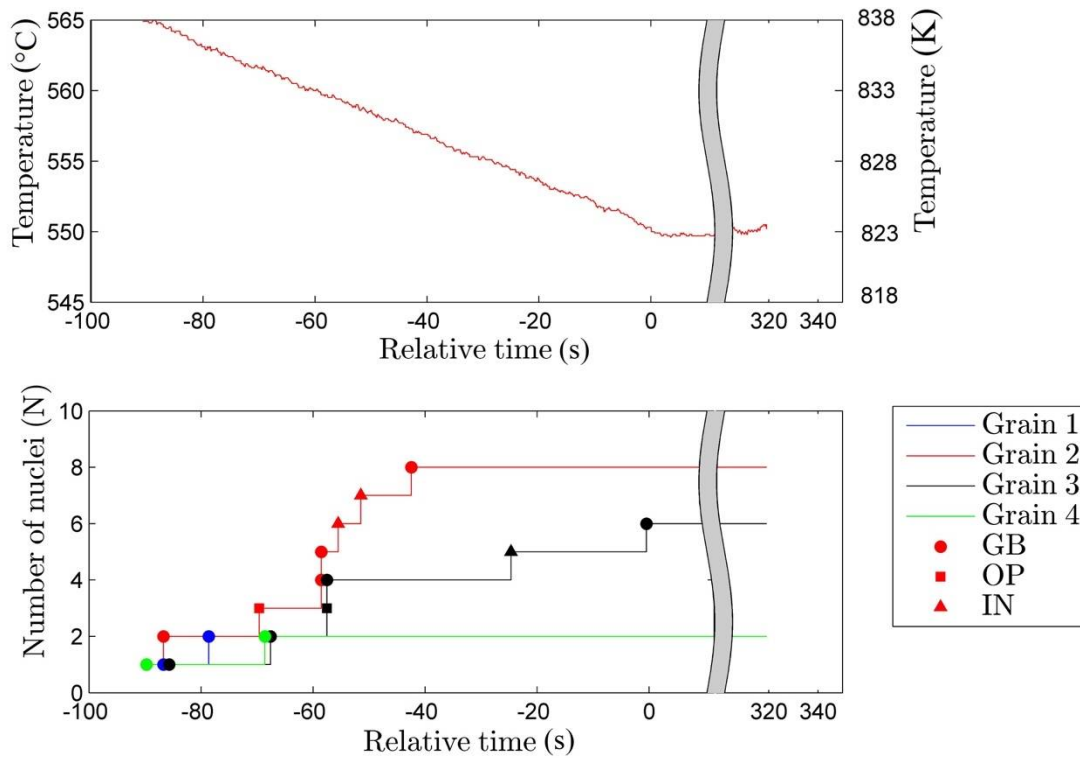 Temperature (°C)
565
560
555
550
545
838
833
828
823
818
Temperature (K)
-100 -80 -60 -40 -20 0 320 340
Relative time (s)
Number of nuclei (N)
10
8
6
4
2
0
-100 -80 -60 -40 -20 0 320 340
Relative time (s)
Grain 1
Grain 2
Grain 3
Grain 4
GB
OP
IN